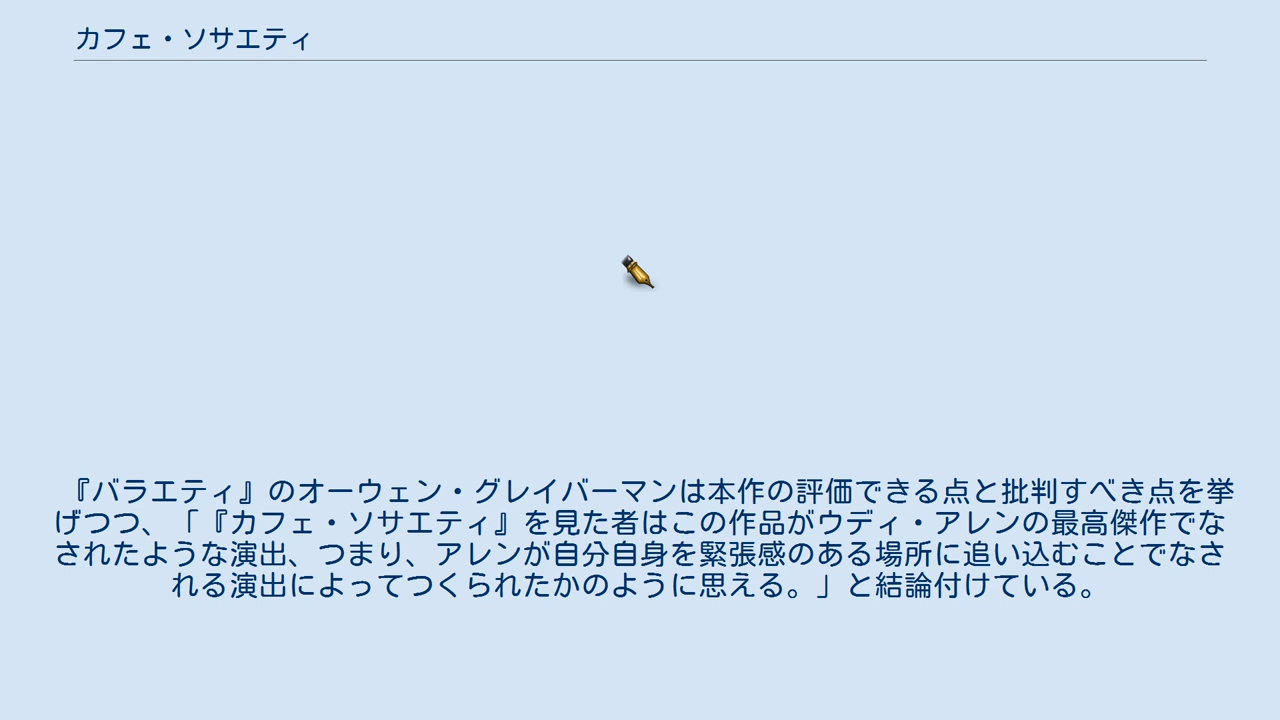 カフェ・ソサエティ
『バラエティ』のオーウェン・グレイバーマンは本作の評価できる点と批判すべき点を挙
げつつ、「『カフェ・ソサエティ』を見た者はこの作品がウディ・アレンの最高傑作でな
されたような演出、つまり、アレンが自分自身を緊張感のある場所に追い込むことでなさ
れる演出によってつくられたかのように思える。」と結論付けている。